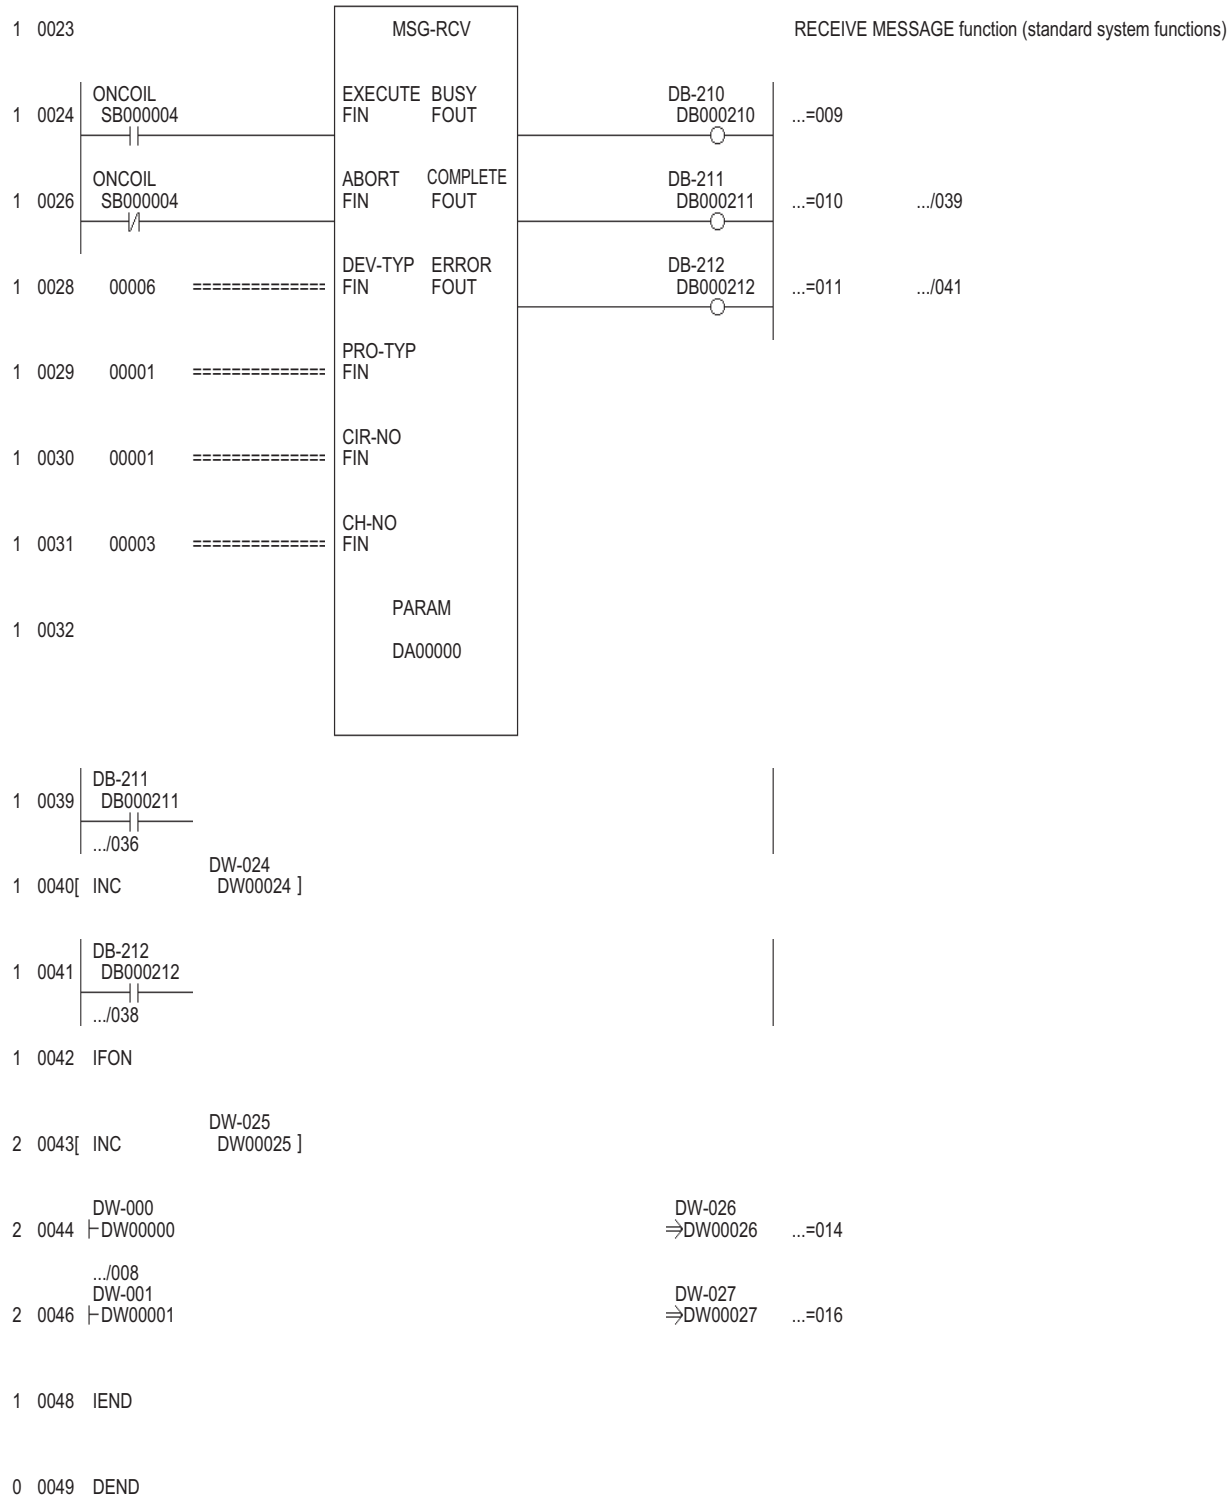 1 0023 MSG-RCV RECEIVE MESSAGE function (standard system functions)
ONCOIL EXECUTE BUSY DB-210
1 0024 SB000004 FIN FOUT DB000210 ...=009
ONCOIL ABORT COMPLETE DB-211
1 0026 SB000004 FIN FOUT DB000211 ...=010 .../039
DEV-TYP ERROR DB-212
1 0028 00006 ============== FIN FOUT DB000212 ...=011 .../041
PRO-TYP
1 0029 00001 ============== FIN
CIR-NO
1 0030 00001 ============== FIN
CH-NO
1 0031 00003 ============== FIN
PARAM
1 0032
DA00000
DB-211
1 0039 DB000211
.../036
DW-024
1 0040[ INC DW00024 ]
DB-212
1 0041 DB000212
.../038
1 0042 IFON
DW-025
2 0043[ INC DW00025 ]
DW-000 DW-026
2 0044 ├DW00000 ⇒DW00026 ...=014
.../008
DW-001 DW-027
2 0046 ├DW00001 ⇒DW00027 ...=016
1 0048 IEND
0 0049 DEND